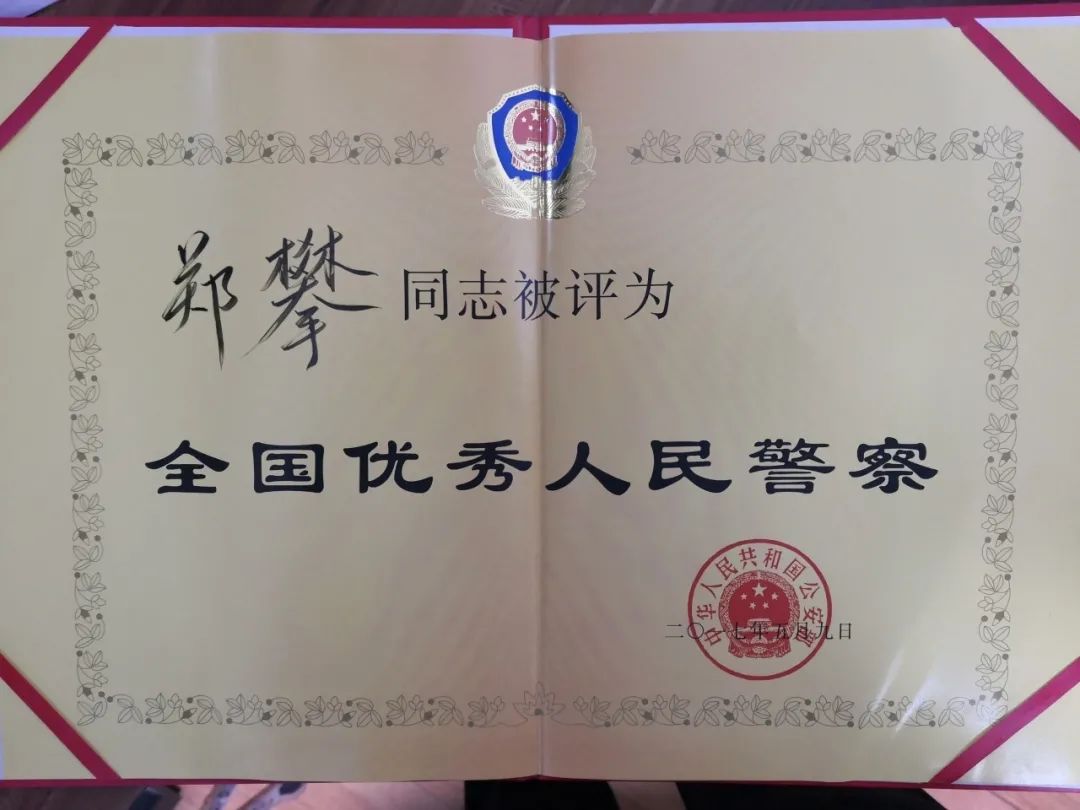 郑攀同志被评为
全国优秀人民警察
中华人民共和国公安部
二〇一七年五月九日